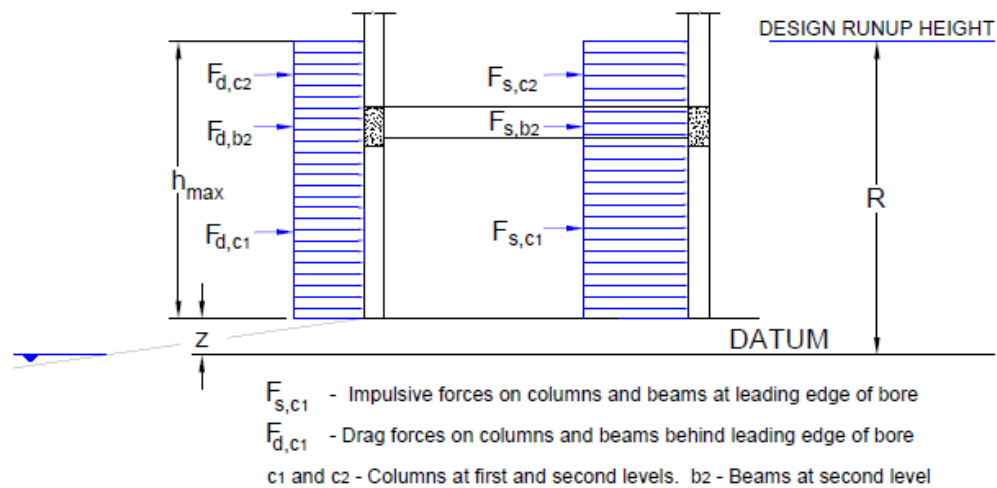 DESIGN RUNUP HEIGHT
Fd,c2
Fs,c2
Fd,b2
Fs,b2
hmax
R
Fd,c1
Fs,c1
z
DATUM
Fs,c1 - Impulsive forces on columns and beams at leading edge of bore
Fd,c1 - Drag forces on columns and beams behind leading edge of bore
c1 and c2 - Columns at first and second levels. b2 - Beams at second level